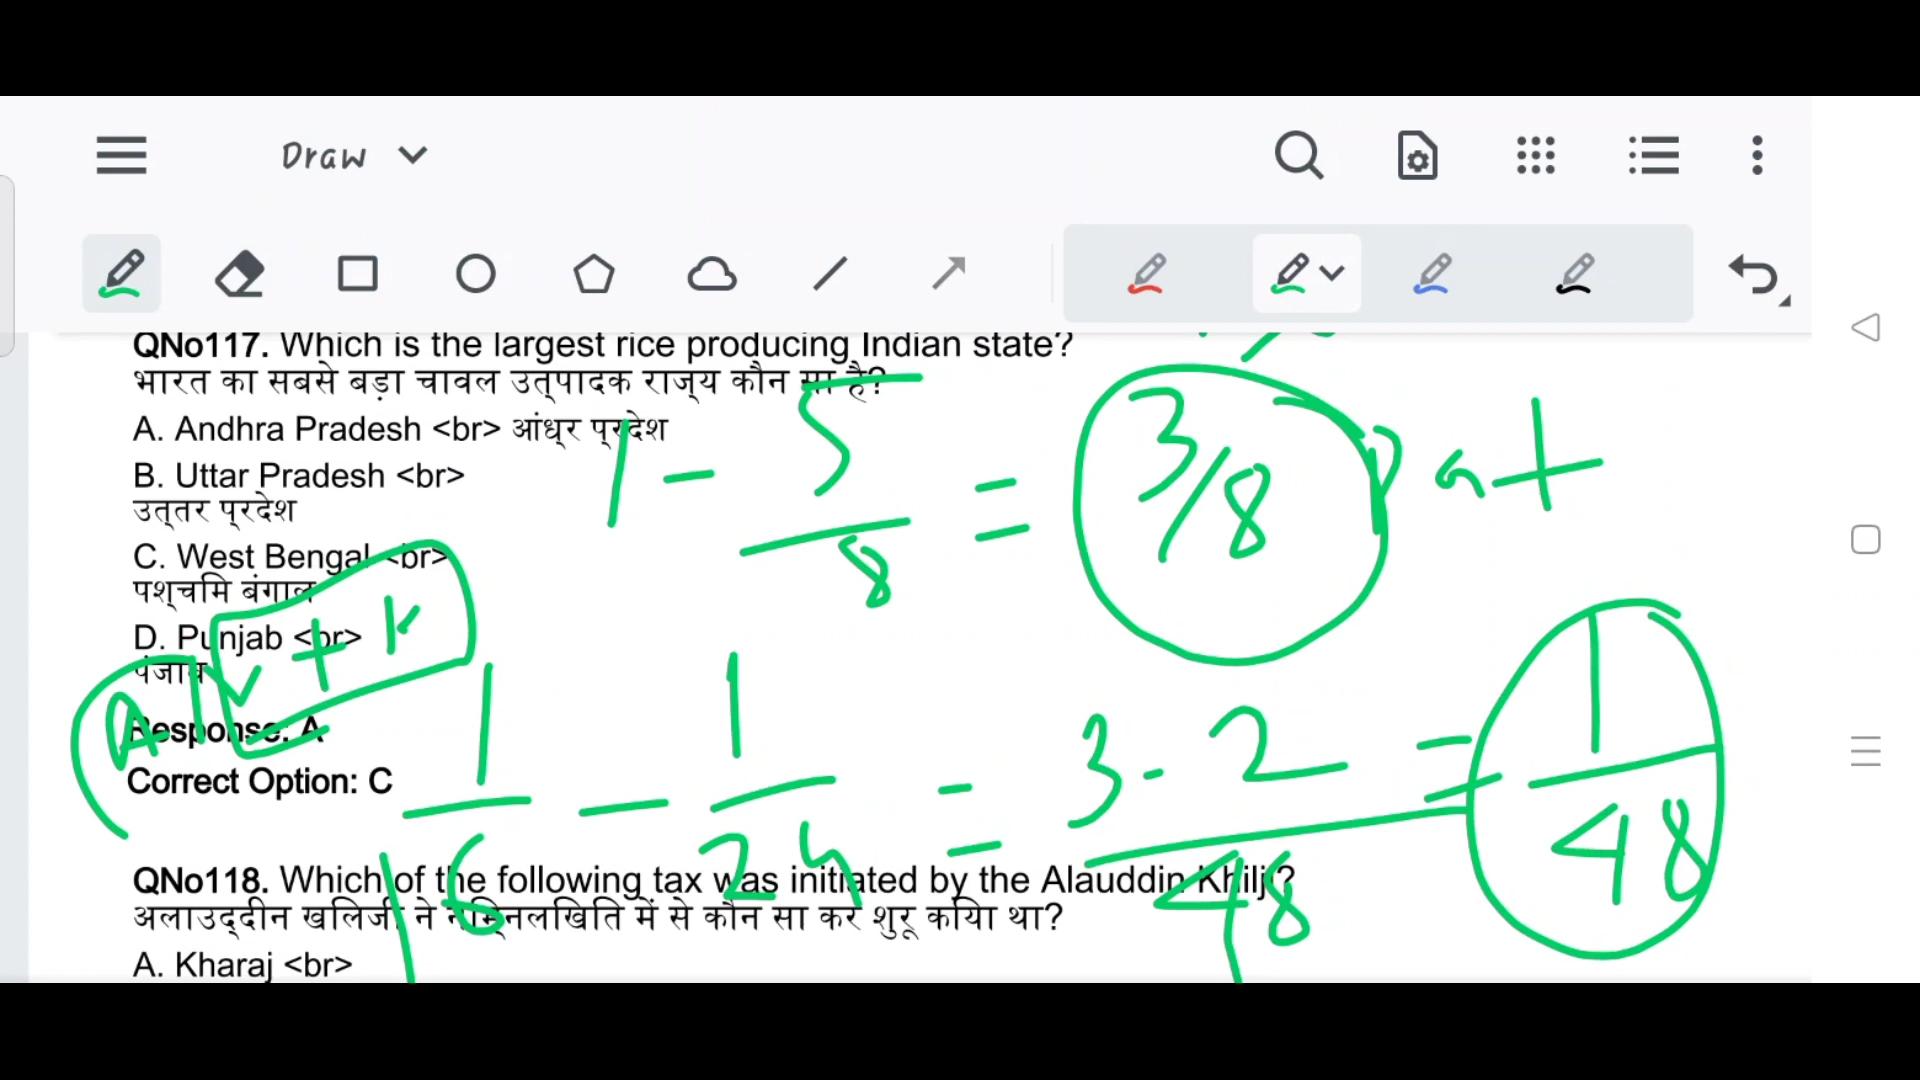 Draw
QNo117. Which is the largest rice producing Indian state?
भारत का सबसे बड़ा चावल उत्पादक राज्य कौन सा है?
A. Andhra Pradesh <br> आंध्र प्रदेश
B. Uttar Pradesh <br>
उत्तर प्रदेश
1 - 5/8 = 3/8 Part
C. West Bengal <br>
पश्चिम बंगाल
D. Punjab <br>
पंजाब
V + K
A
Response: A
Correct Option: C
1/16 - 1/24 = 3-2/48 = 1/48
QNo118. Which of the following tax was initiated by the Alauddin Khilji?
अलाउद्दीन खिलजी ने निम्नलिखित में से कौन सा कर शुरू किया था?
A. Kharaj <br>